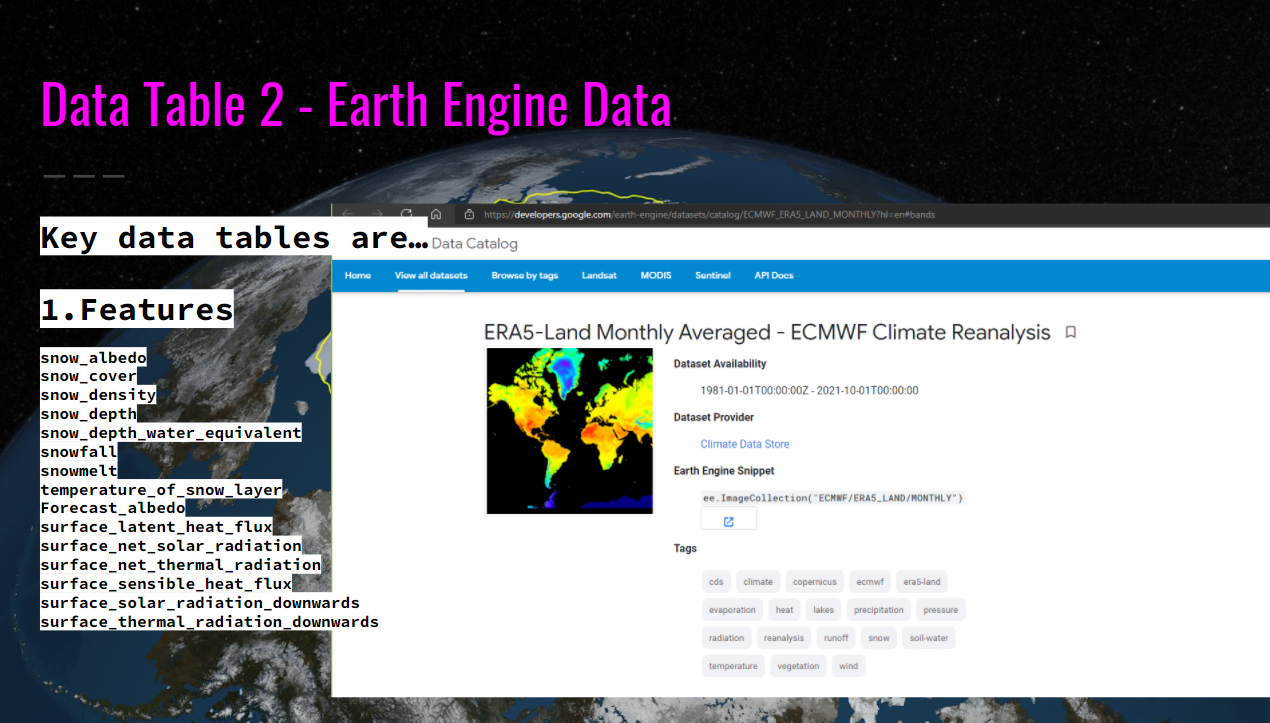 Data Table 2 - Earth Engine Data
Key data tables are…
1.Features
snow_albedo
snow_cover
snow_density
snow_depth
snow_depth_water_equivalent
snowfall
snowmelt
temperature_of_snow_layer
Forecast_albedo
surface_latent_heat_flux
surface_net_solar_radiation
surface_net_thermal_radiation
surface_sensible_heat_flux
surface_solar_radiation_downwards
surface_thermal_radiation_downwards
https://developers.google.com/earth-engine/datasets/catalog/ECMWF_ERA5_LAND_MONTHLY?hl=en#bands
Data Catalog
Home View all datasets Browse by tags Landsat MODIS Sentinel API Docs
ERA5-Land Monthly Averaged - ECMWF Climate Reanalysis
Dataset Availability
1981-01-01T00:00:00Z - 2021-10-01T00:00:00
Dataset Provider
Climate Data Store
Earth Engine Snippet
ee.ImageCollection("ECMWF/ERA5_LAND/MONTHLY")
Tags
cds climate copernicus ecmwf era5-land
evaporation heat lakes precipitation pressure
radiation reanalysis runoff snow soil-water
temperature vegetation wind